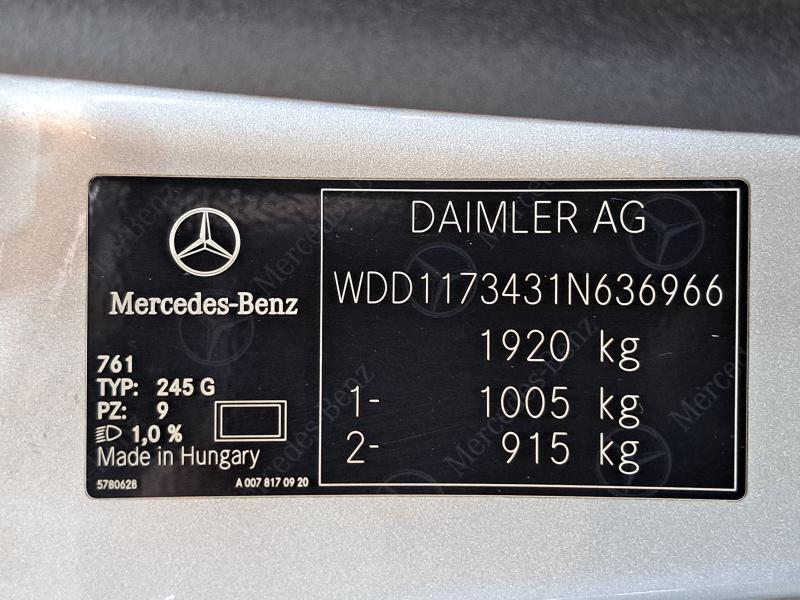 Mercedes-Benz
761
TYP: 245 G
PZ: 9
1,0 %
Made in Hungary
5780628 A 007 817 09 20
DAIMLER AG
WDD1173431N636966
1920 kg
1- 1005 kg
2- 915 kg